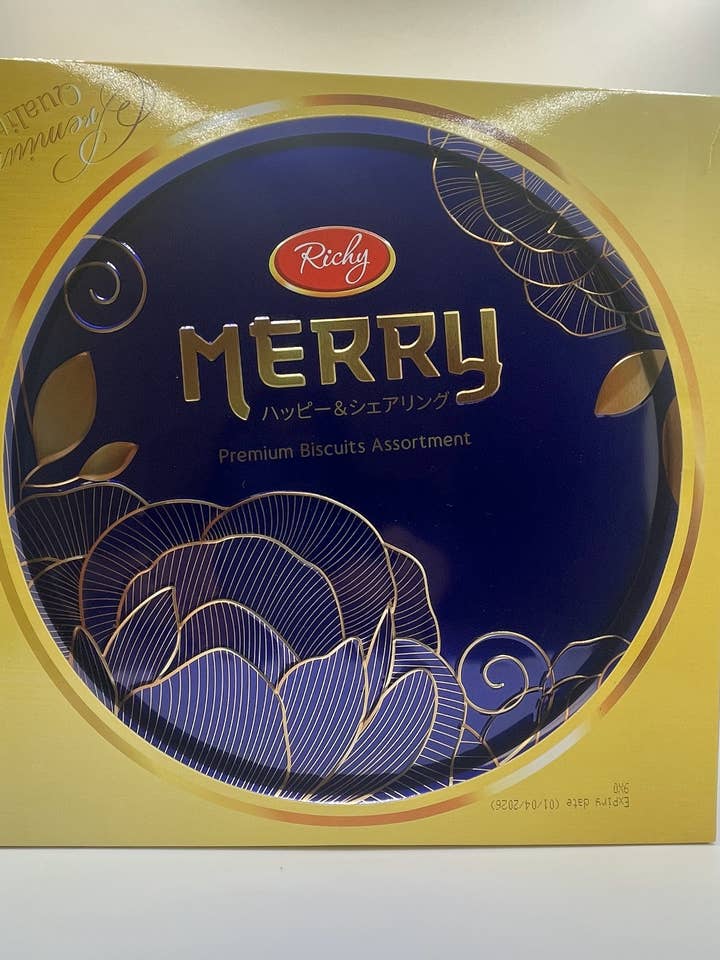 Premium
Quality
Richy
MERRY
ハッピー＆シェアリング
Premium Biscuits Assortment
Expiry date (01/04/2026)